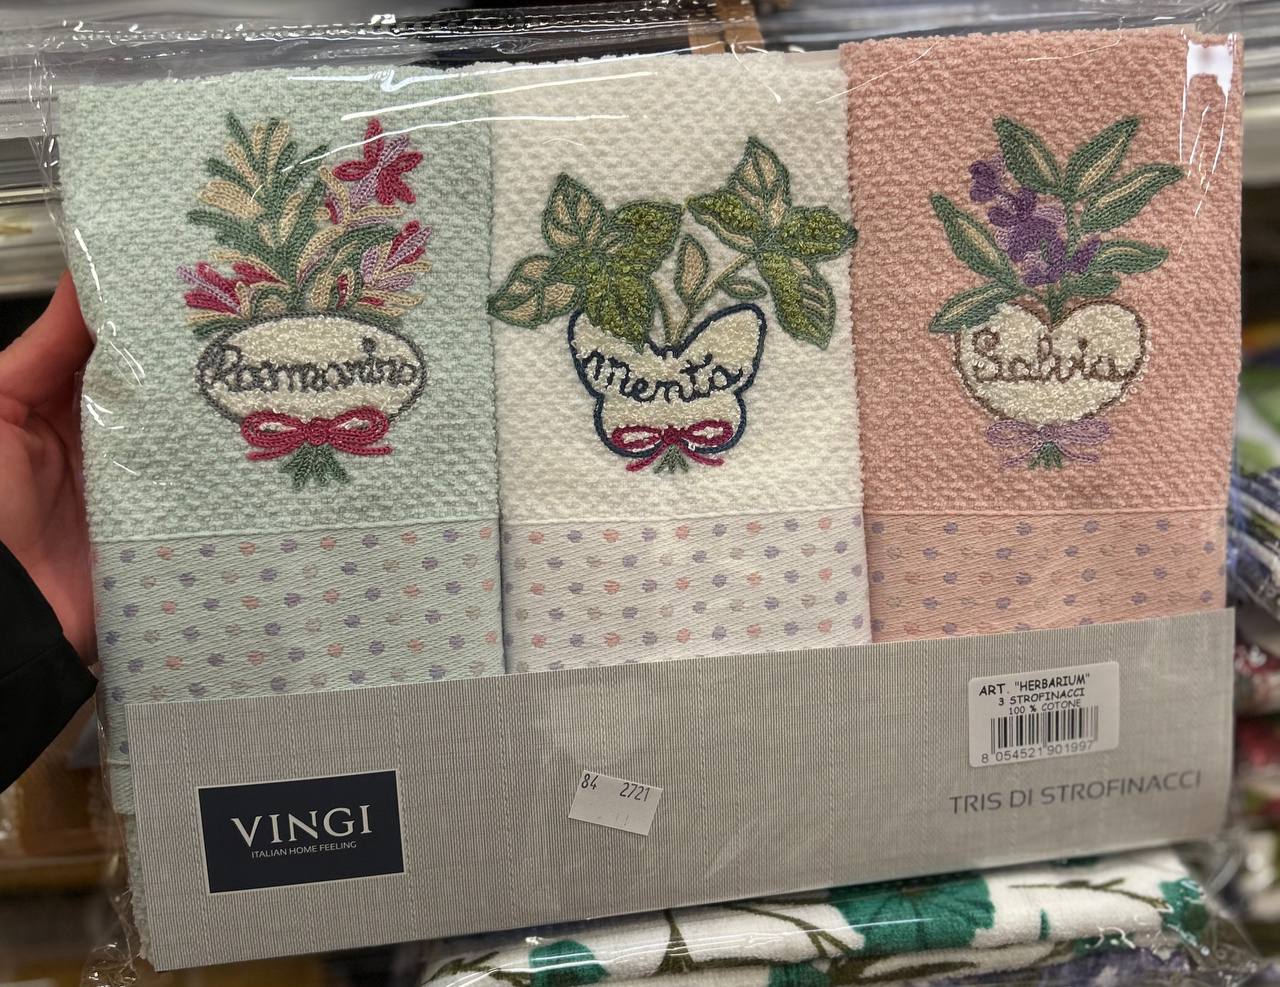 Rosmarino
Menta
Salvia
ART. "HERBARIUM"
3 STROFINACCI
100 % COTONE
8 054521 901997
TRIS DI STROFINACCI
84 2721
VINGI
ITALIAN HOME FEELING